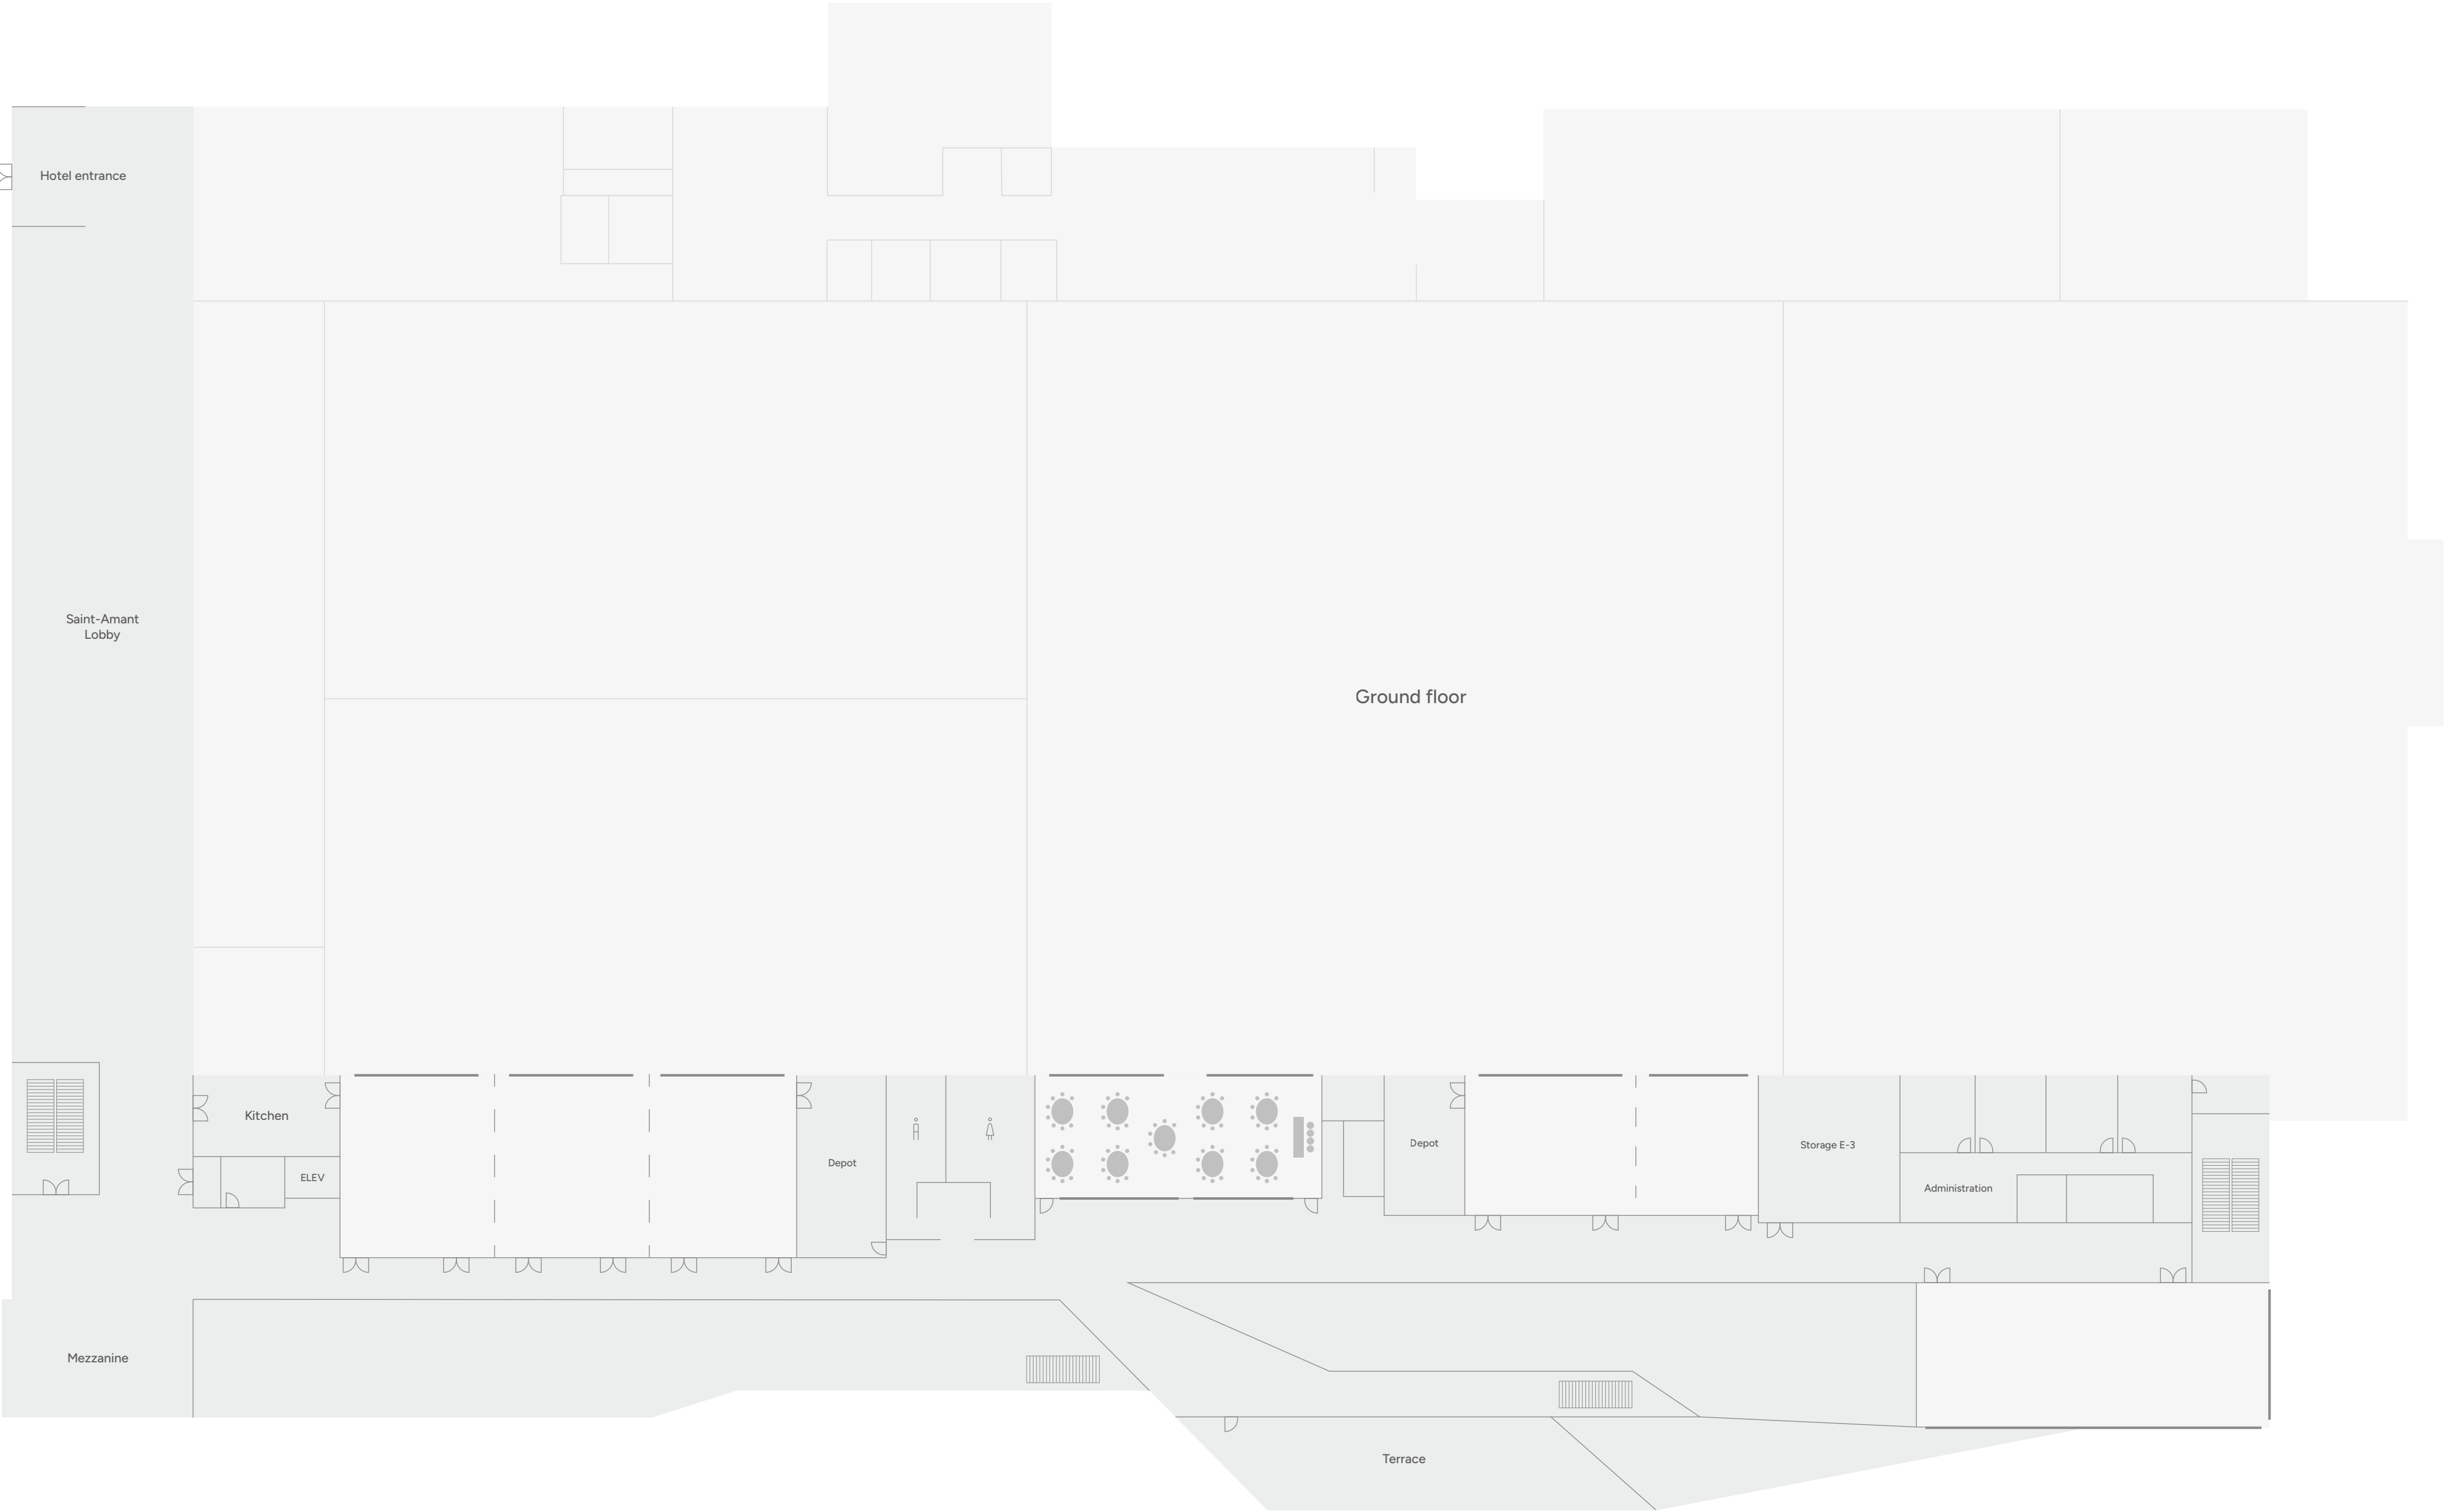 Hotel entrance
Saint-Amant
Lobby
Ground floor
Kitchen
ELEV
Depot
Depot
Storage E-3
Administration
Mezzanine
Terrace